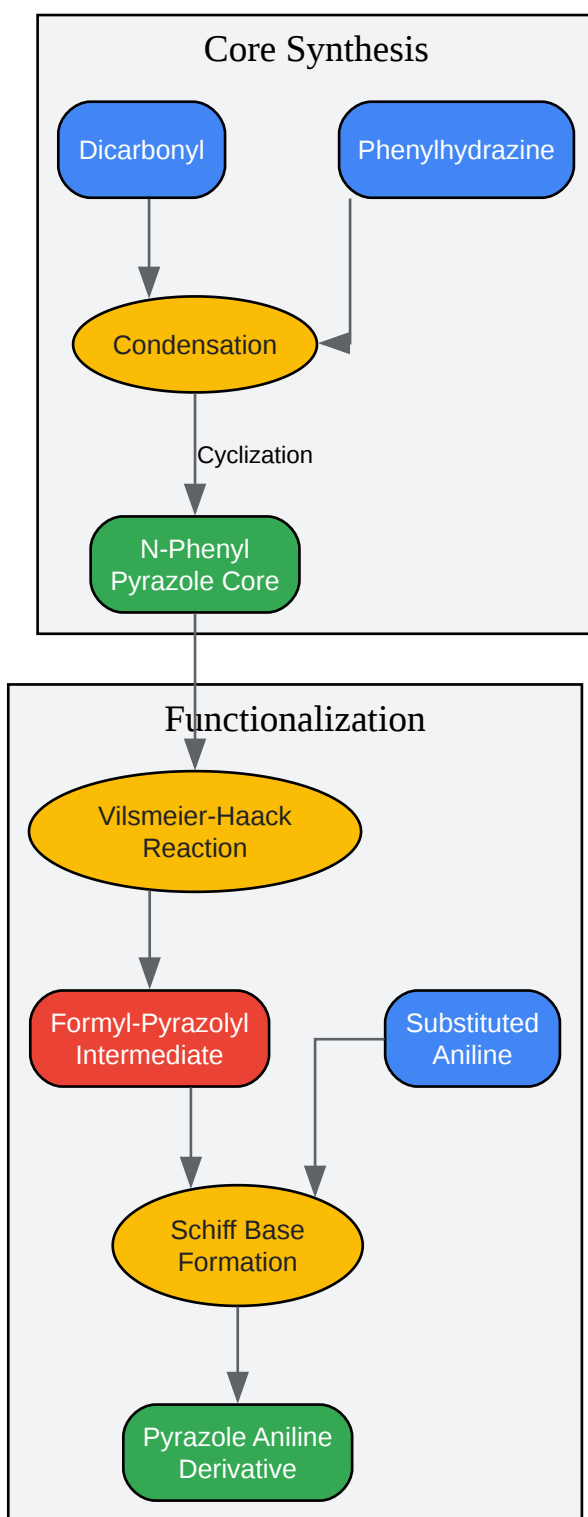 Core Synthesis
Dicarbonyl
Phenylhydrazine
Condensation
Cyclization
N-Phenyl
Pyrazole Core
Functionalization
Vilsmeier-Haack
Reaction
Formyl-Pyrazolyl
Intermediate
Substituted
Aniline
Schiff Base
Formation
Pyrazole Aniline
Derivative